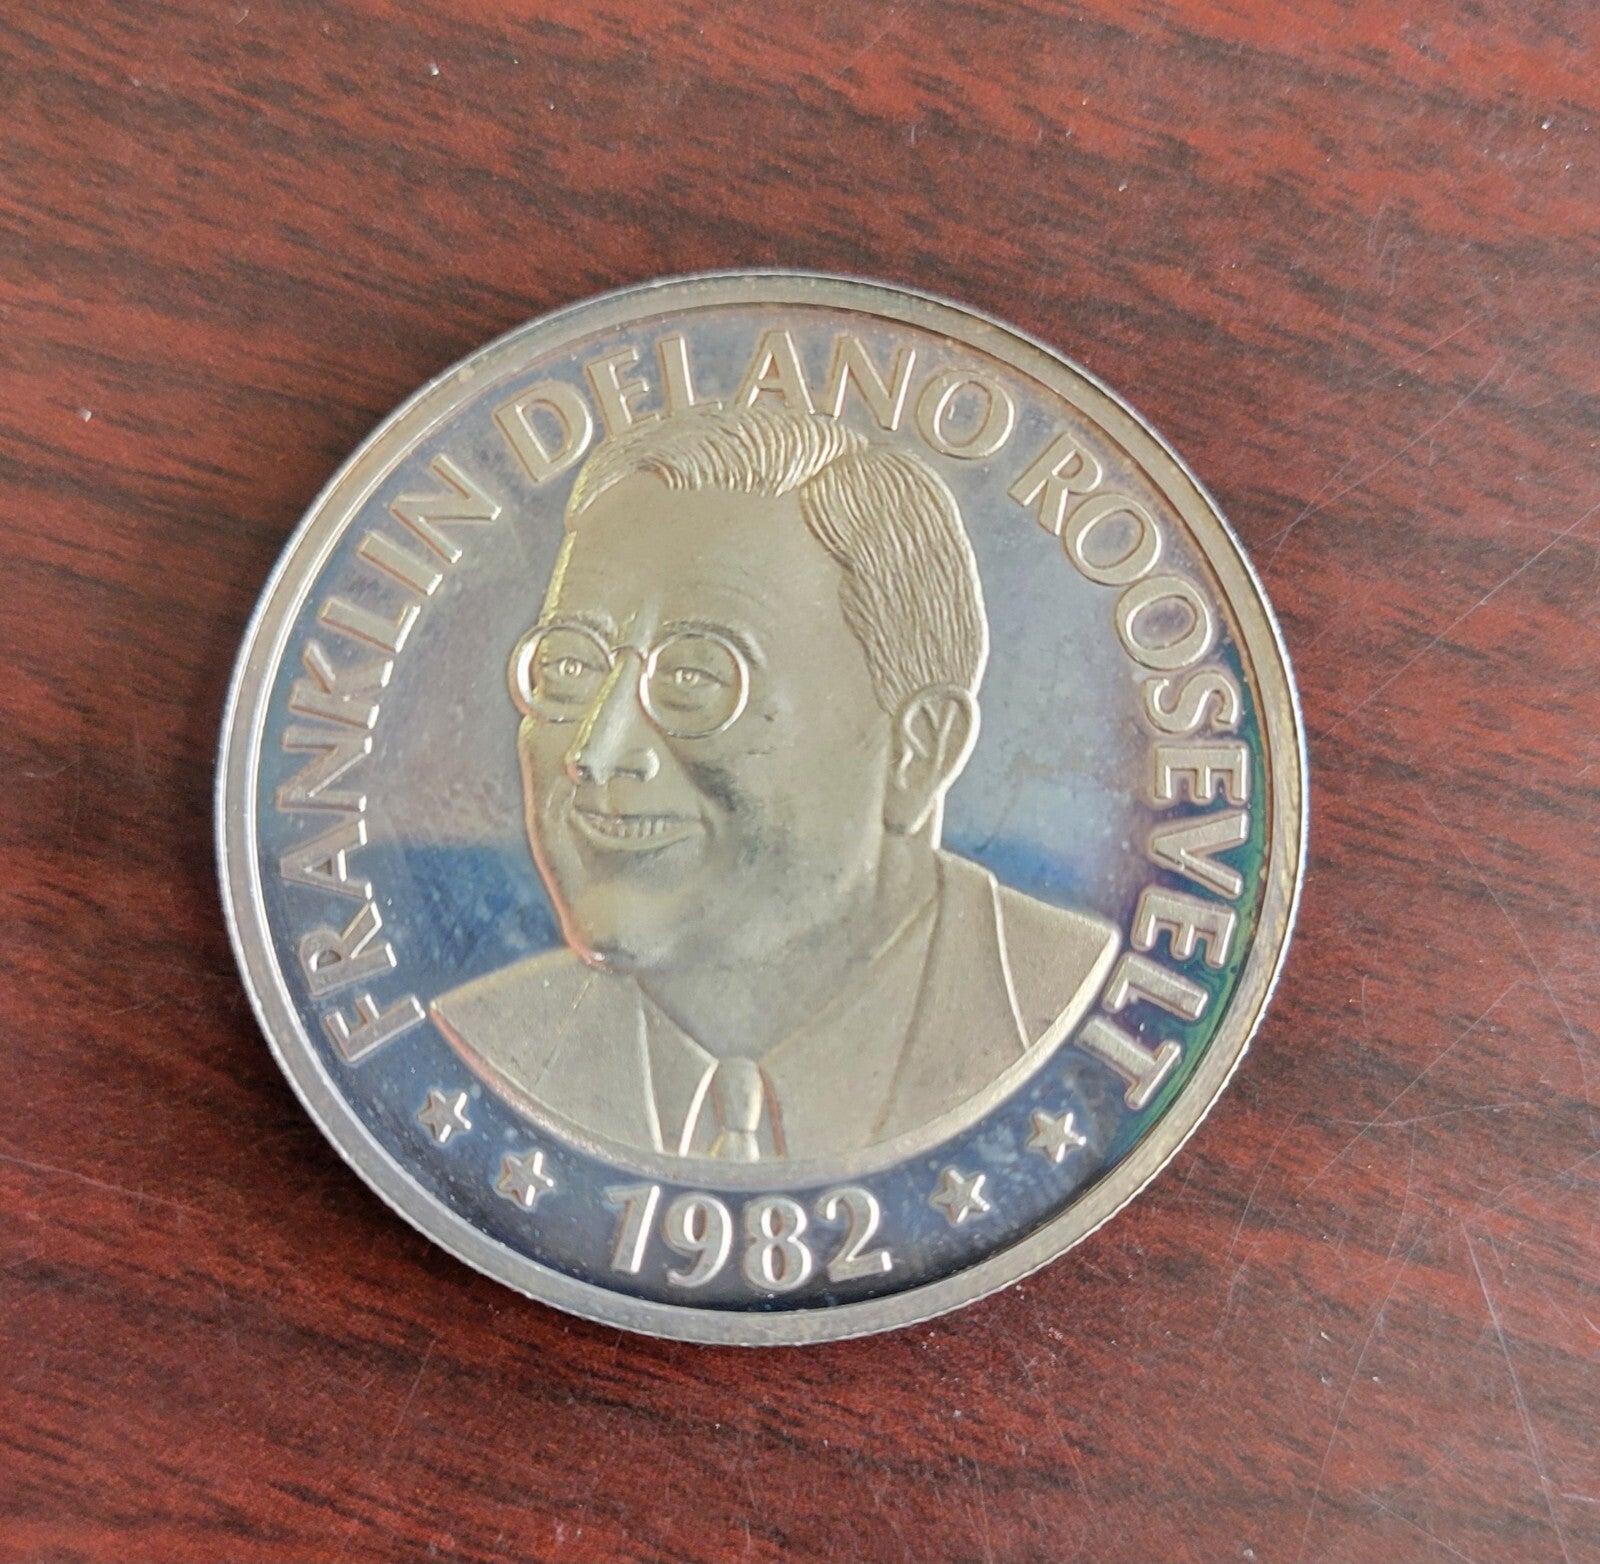 FRANKLIN DELANO ROOSEVELT
1982